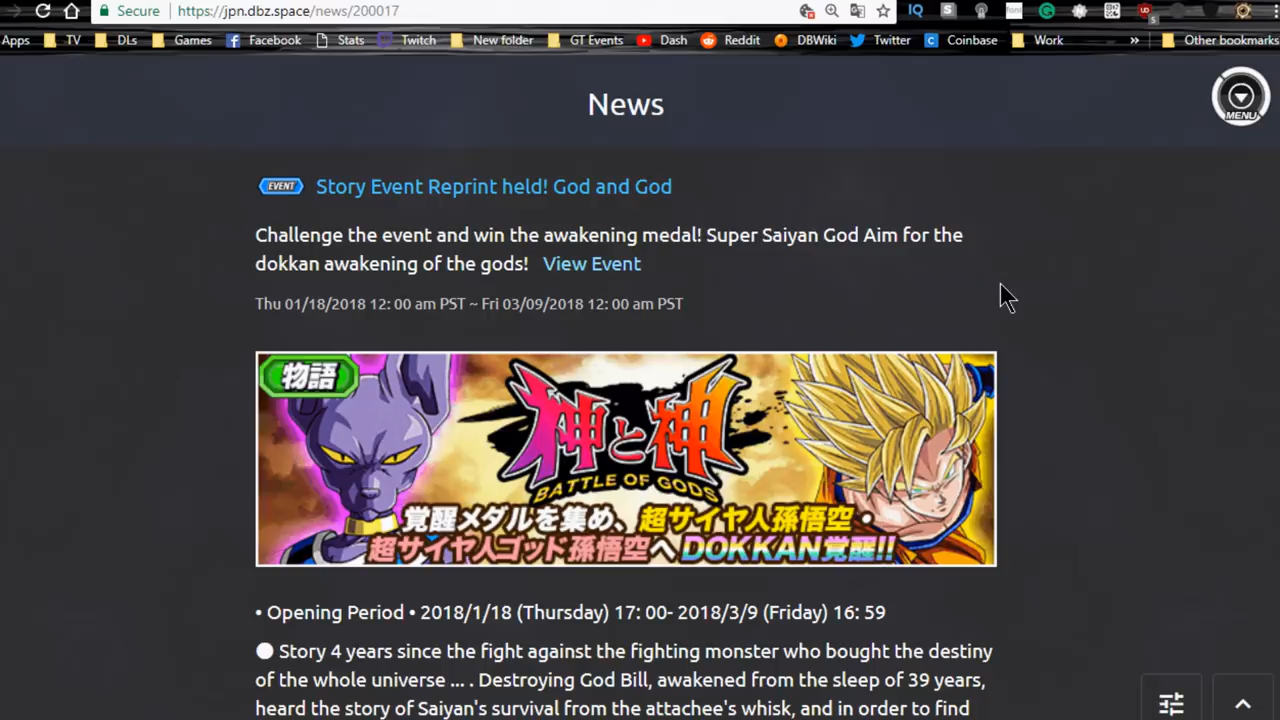 Secure https://jpn.dbz.space/news/200017
Apps TV DLs Games Facebook Stats Twitch New folder GT Events Dash Reddit DBWiki Twitter Coinbase Work » Other bookmarks
News
MENU
EVENT Story Event Reprint held! God and God
Challenge the event and win the awakening medal! Super Saiyan God Aim for the
dokkan awakening of the gods! View Event
Thu 01/18/2018 12: 00 am PST ~ Fri 03/09/2018 12: 00 am PST
物語
神と神
BATTLE OF GODS
覚醒メダルを集め、超サイヤ人孫悟空・
超サイヤ人ゴッド孫悟空へDOKKAN覚醒!!
• Opening Period • 2018/1/18 (Thursday) 17: 00- 2018/3/9 (Friday) 16: 59
● Story 4 years since the fight against the fighting monster who bought the destiny
of the whole universe ... . Destroying God Bill, awakened from the sleep of 39 years,
heard the story of Saiyan's survival from the attachee's whisk, and in order to find